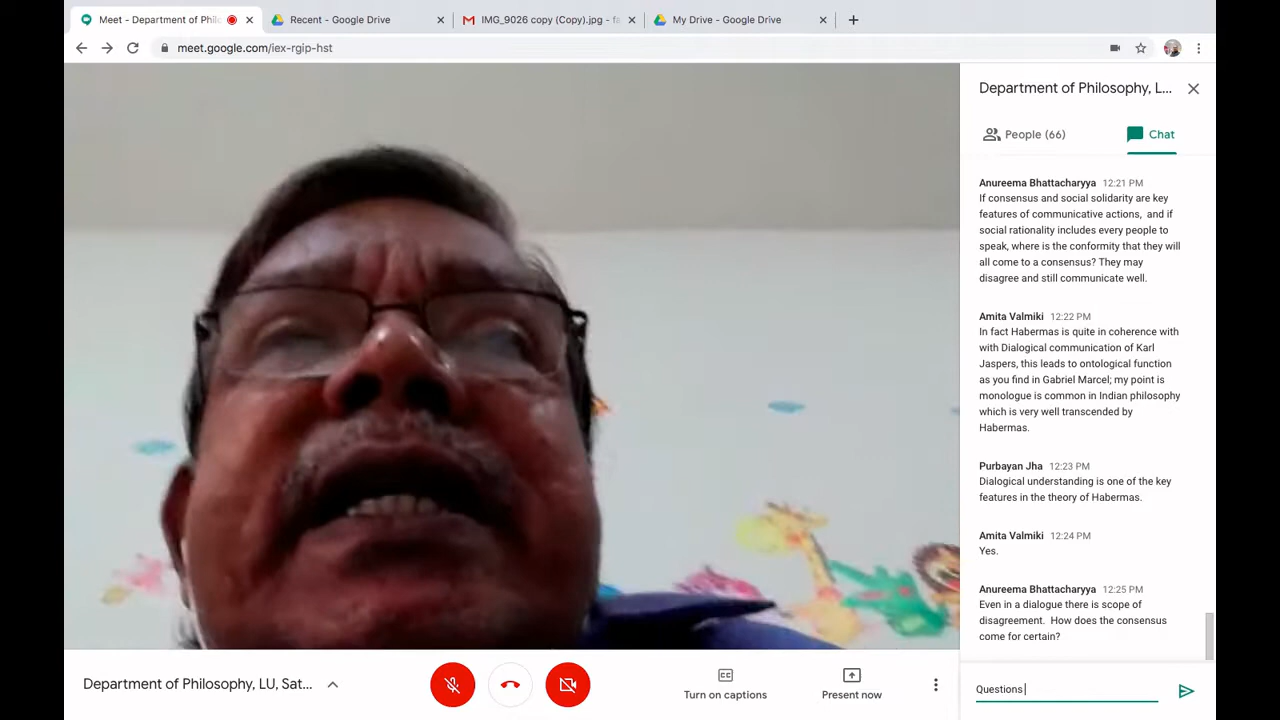 Meet - Department of Philo
Recent - Google Drive
IMG_9026 copy (Copy).jpg - fa
My Drive - Google Drive
meet.google.com/iex-rgip-hst
Department of Philosophy, L...
People (66)
Chat
Anureema Bhattacharyya 12:21 PM
If consensus and social solidarity are key
features of communicative actions, and if
social rationality includes every people to
speak, where is the conformity that they will
all come to a consensus? They may
disagree and still communicate well.
Amita Valmiki 12:22 PM
In fact Habermas is quite in coherence with
with Dialogical communication of Karl
Jaspers, this leads to ontological function
as you find in Gabriel Marcel; my point is
monologue is common in Indian philosophy
which is very well transcended by
Habermas.
Purbayan Jha 12:23 PM
Dialogical understanding is one of the key
features in the theory of Habermas.
Amita Valmiki 12:24 PM
Yes.
Anureema Bhattacharyya 12:25 PM
Even in a dialogue there is scope of
disagreement. How does the consensus
come for certain?
Questions
Department of Philosophy, LU, Sat...
CC
Turn on captions
Present now